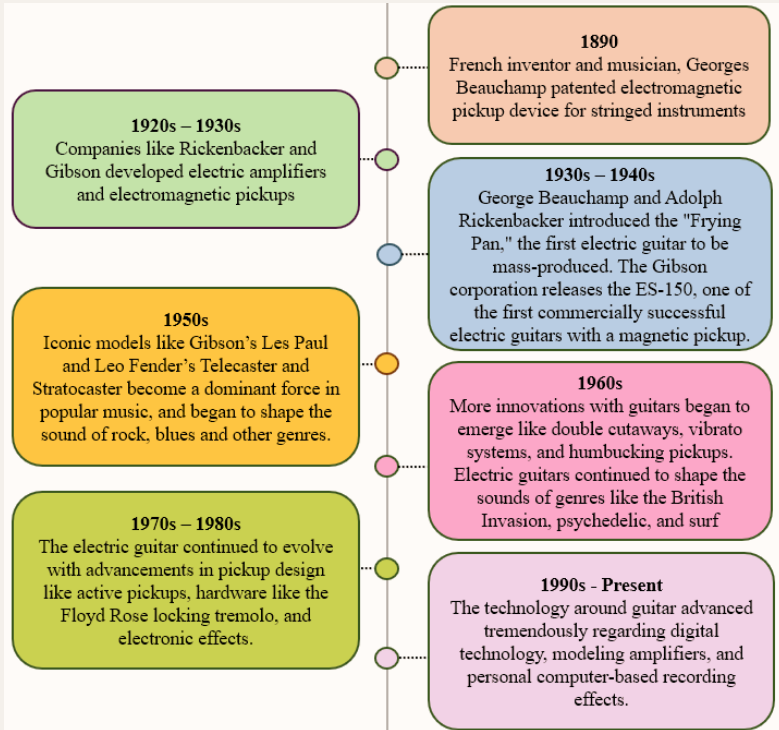 1890
French inventor and musician, Georges
Beauchamp patented electromagnetic
pickup device for stringed instruments
1920s – 1930s
Companies like Rickenbacker and
Gibson developed electric amplifiers
and electromagnetic pickups
1930s – 1940s
George Beauchamp and Adolph
Rickenbacker introduced the "Frying
Pan," the first electric guitar to be
mass-produced. The Gibson
corporation releases the ES-150, one of
the first commercially successful
electric guitars with a magnetic pickup.
1950s
Iconic models like Gibson’s Les Paul
and Leo Fender’s Telecaster and
Stratocaster become a dominant force in
popular music, and began to shape the
sound of rock, blues and other genres.
1960s
More innovations with guitars began to
emerge like double cutaways, vibrato
systems, and humbucking pickups.
Electric guitars continued to shape the
sounds of genres like the British
Invasion, psychedelic, and surf
1970s – 1980s
The electric guitar continued to evolve
with advancements in pickup design
like active pickups, hardware like the
Floyd Rose locking tremolo, and
electronic effects.
1990s - Present
The technology around guitar advanced
tremendously regarding digital
technology, modeling amplifiers, and
personal computer-based recording
effects.